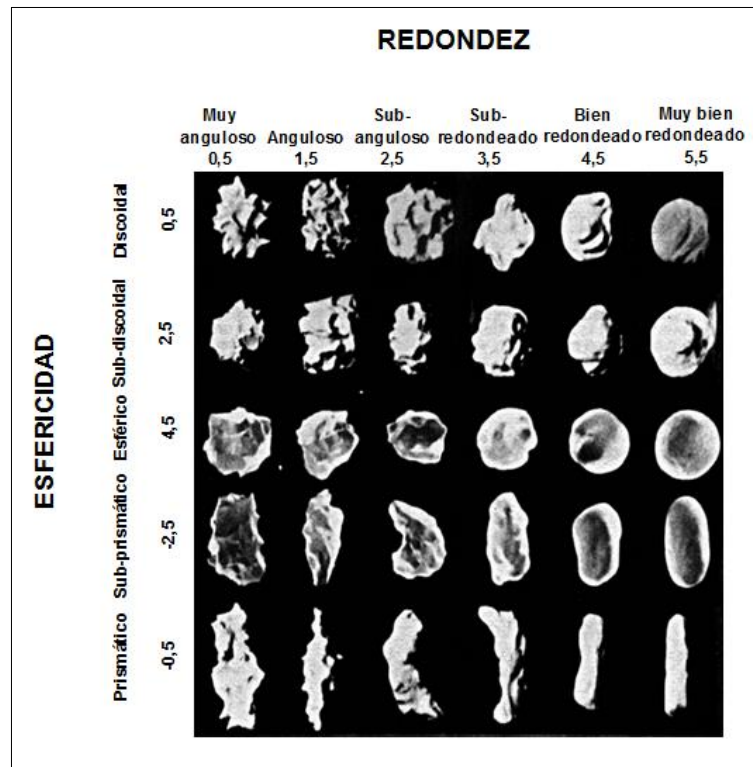 REDONDEZ
Muy anguloso 0,5
Anguloso 1,5
Sub-anguloso 2,5
Sub-redondeado 3,5
Bien redondeado 4,5
Muy bien redondeado 5,5
ESFERICIDAD
Discoidal 0,5
Sub-discoidal 2,5
Esférico 4,5
Sub-prismático -2,5
Prismático -0,5